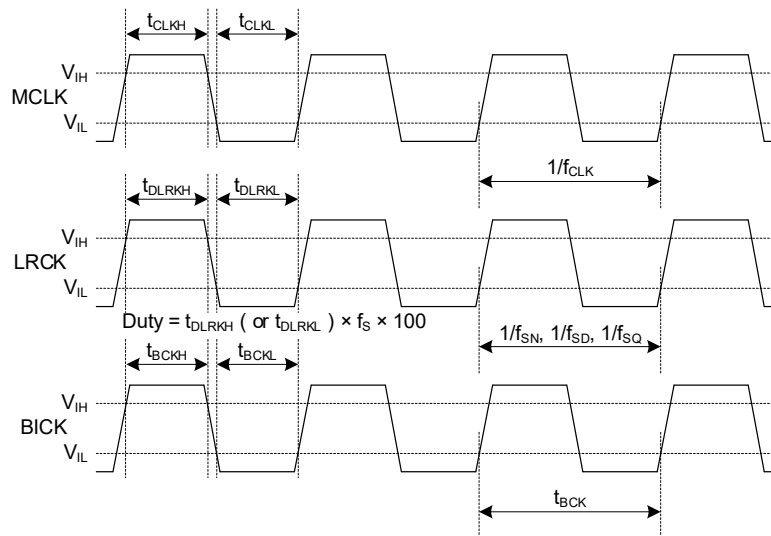 tCLKH tCLKL
VIH
MCLK
VIL
1/fCLK
tDLRKH tDLRKL
VIH
LRCK
VIL
Duty = tDLRKH ( or tDLRKL ) × fS × 100
1/fSN, 1/fSD, 1/fSQ
tBCKH tBCKL
VIH
BICK
VIL
tBCK